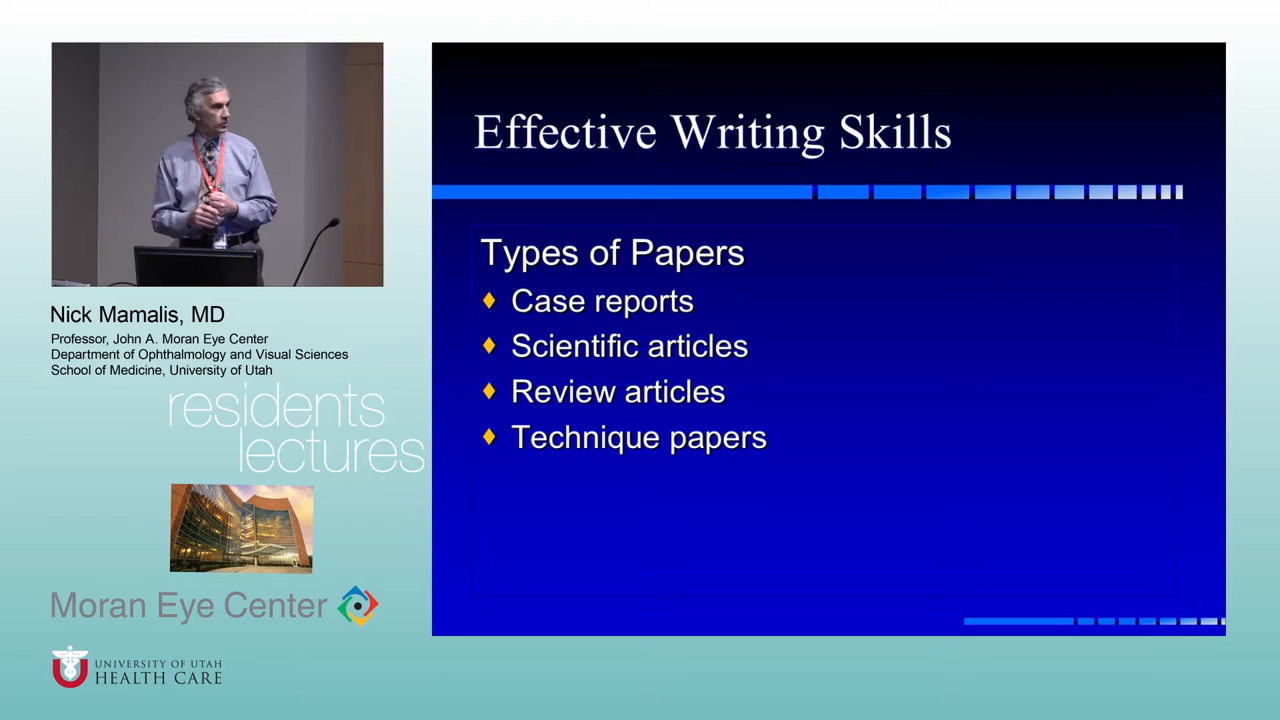 Effective Writing Skills
Types of Papers
Case reports
Scientific articles
Review articles
Technique papers
Nick Mamalis, MD
Professor, John A. Moran Eye Center
Department of Ophthalmology and Visual Sciences
School of Medicine, University of Utah
residents
lectures
Moran Eye Center
U
UNIVERSITY OF UTAH
HEALTH CARE